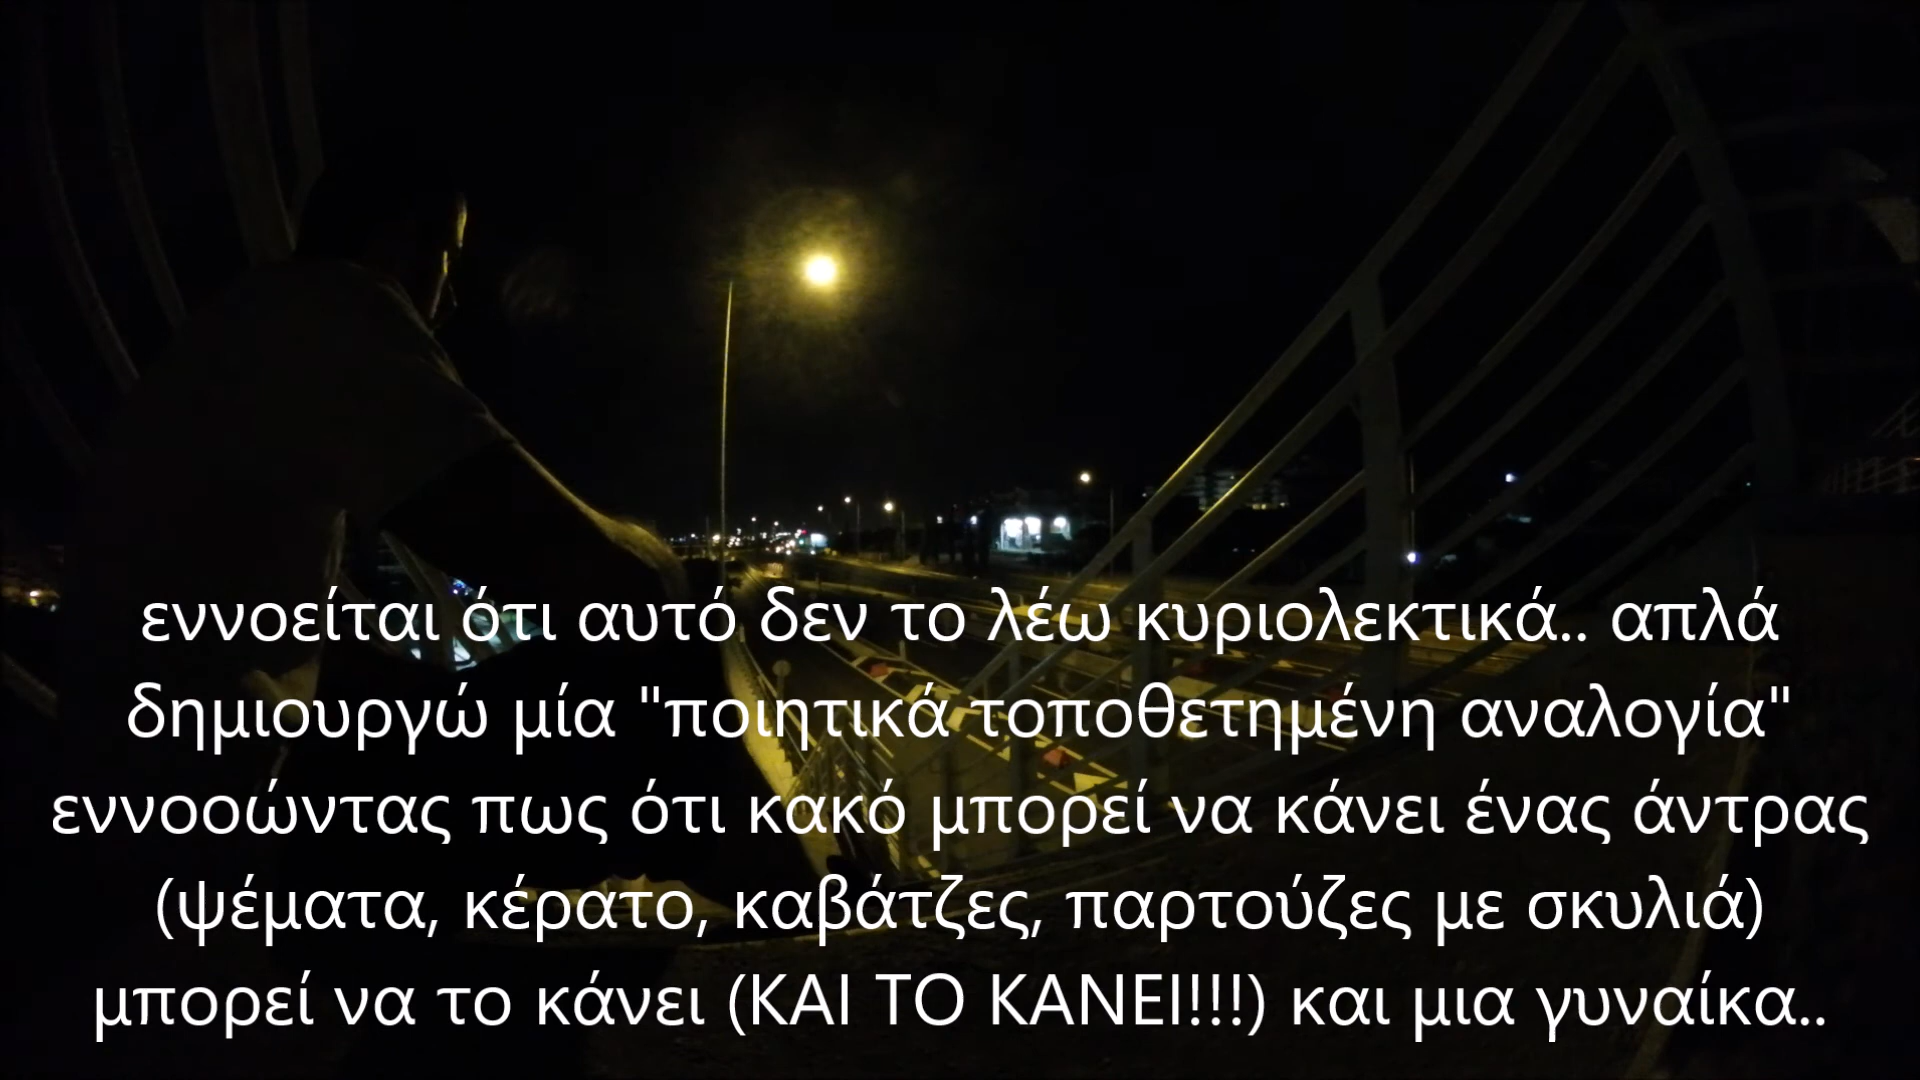 εννοείται ότι αυτό δεν το λέω κυριολεκτικά.. απλά
δημιουργώ μία "ποιητικά τοποθετημένη αναλογία"
εννοοώντας πως ότι κακό μπορεί να κάνει ένας άντρας
(ψέματα, κέρατο, καβάτζες, παρτούζες με σκυλιά)
μπορεί να το κάνει (ΚΑΙ ΤΟ ΚΑΝΕΙ!!!) και μια γυναίκα..